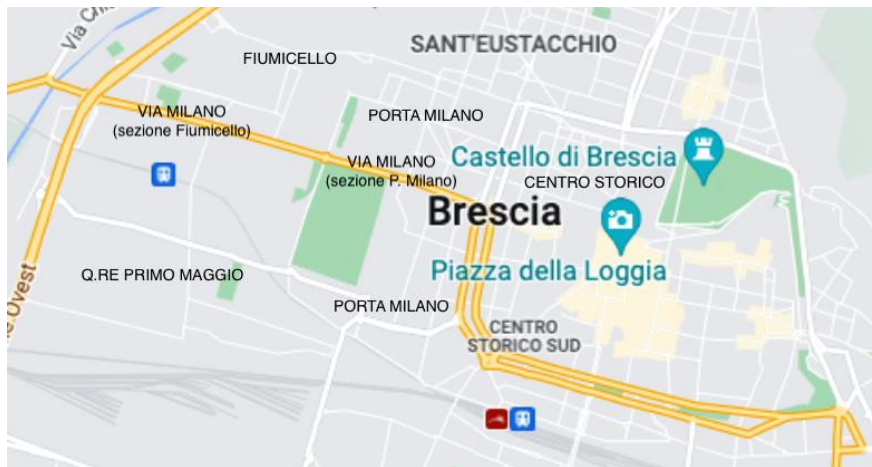 Via Chi
SANT'EUSTACCHIO
FIUMICELLO
VIA MILANO
(sezione Fiumicello)
PORTA MILANO
VIA MILANO
(sezione P. Milano)
Castello di Brescia
CENTRO STORICO
Brescia
Piazza della Loggia
Q.RE PRIMO MAGGIO
PORTA MILANO
Ovest
CENTRO
STORICO SUD